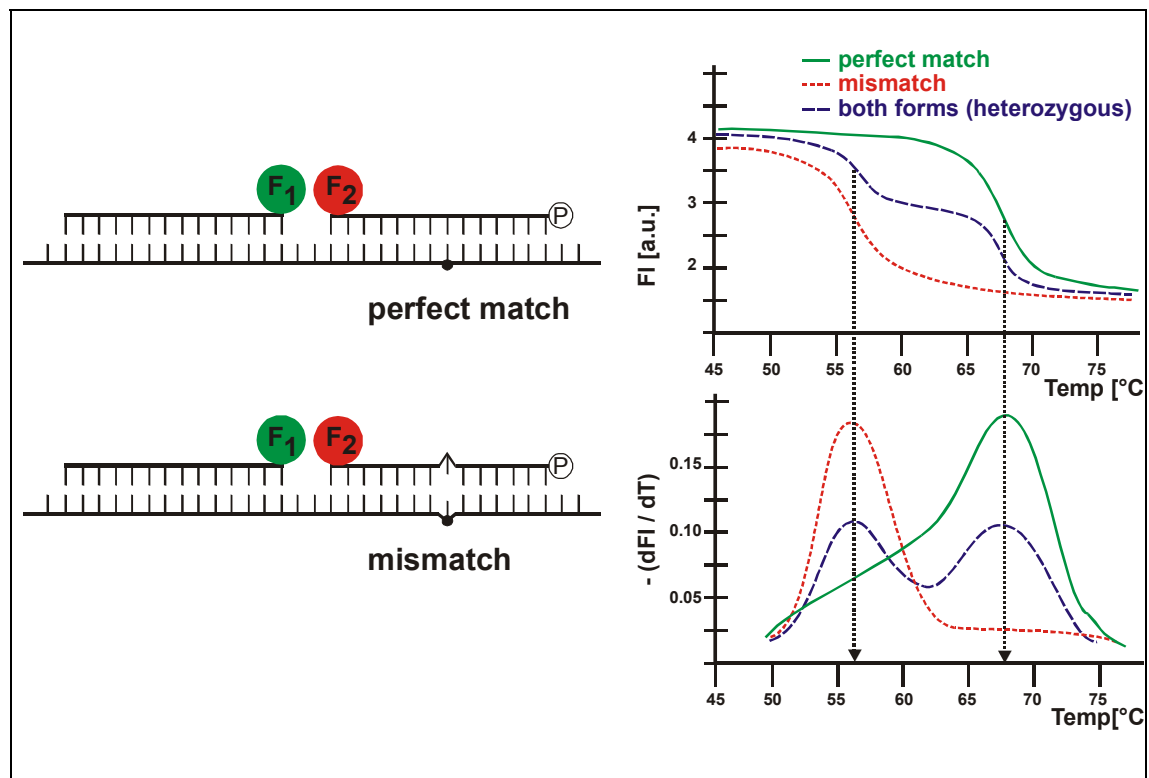 F1 F2
P
perfect match
F1 F2
P
mismatch
perfect match
mismatch
both forms (heterozygous)
FI [a.u.]
4
3
2
45 50 55 60 65 70 75
Temp [°C
- (dFI / dT)
0.15
0.10
0.05
45 50 55 60 65 70 75
Temp[°C